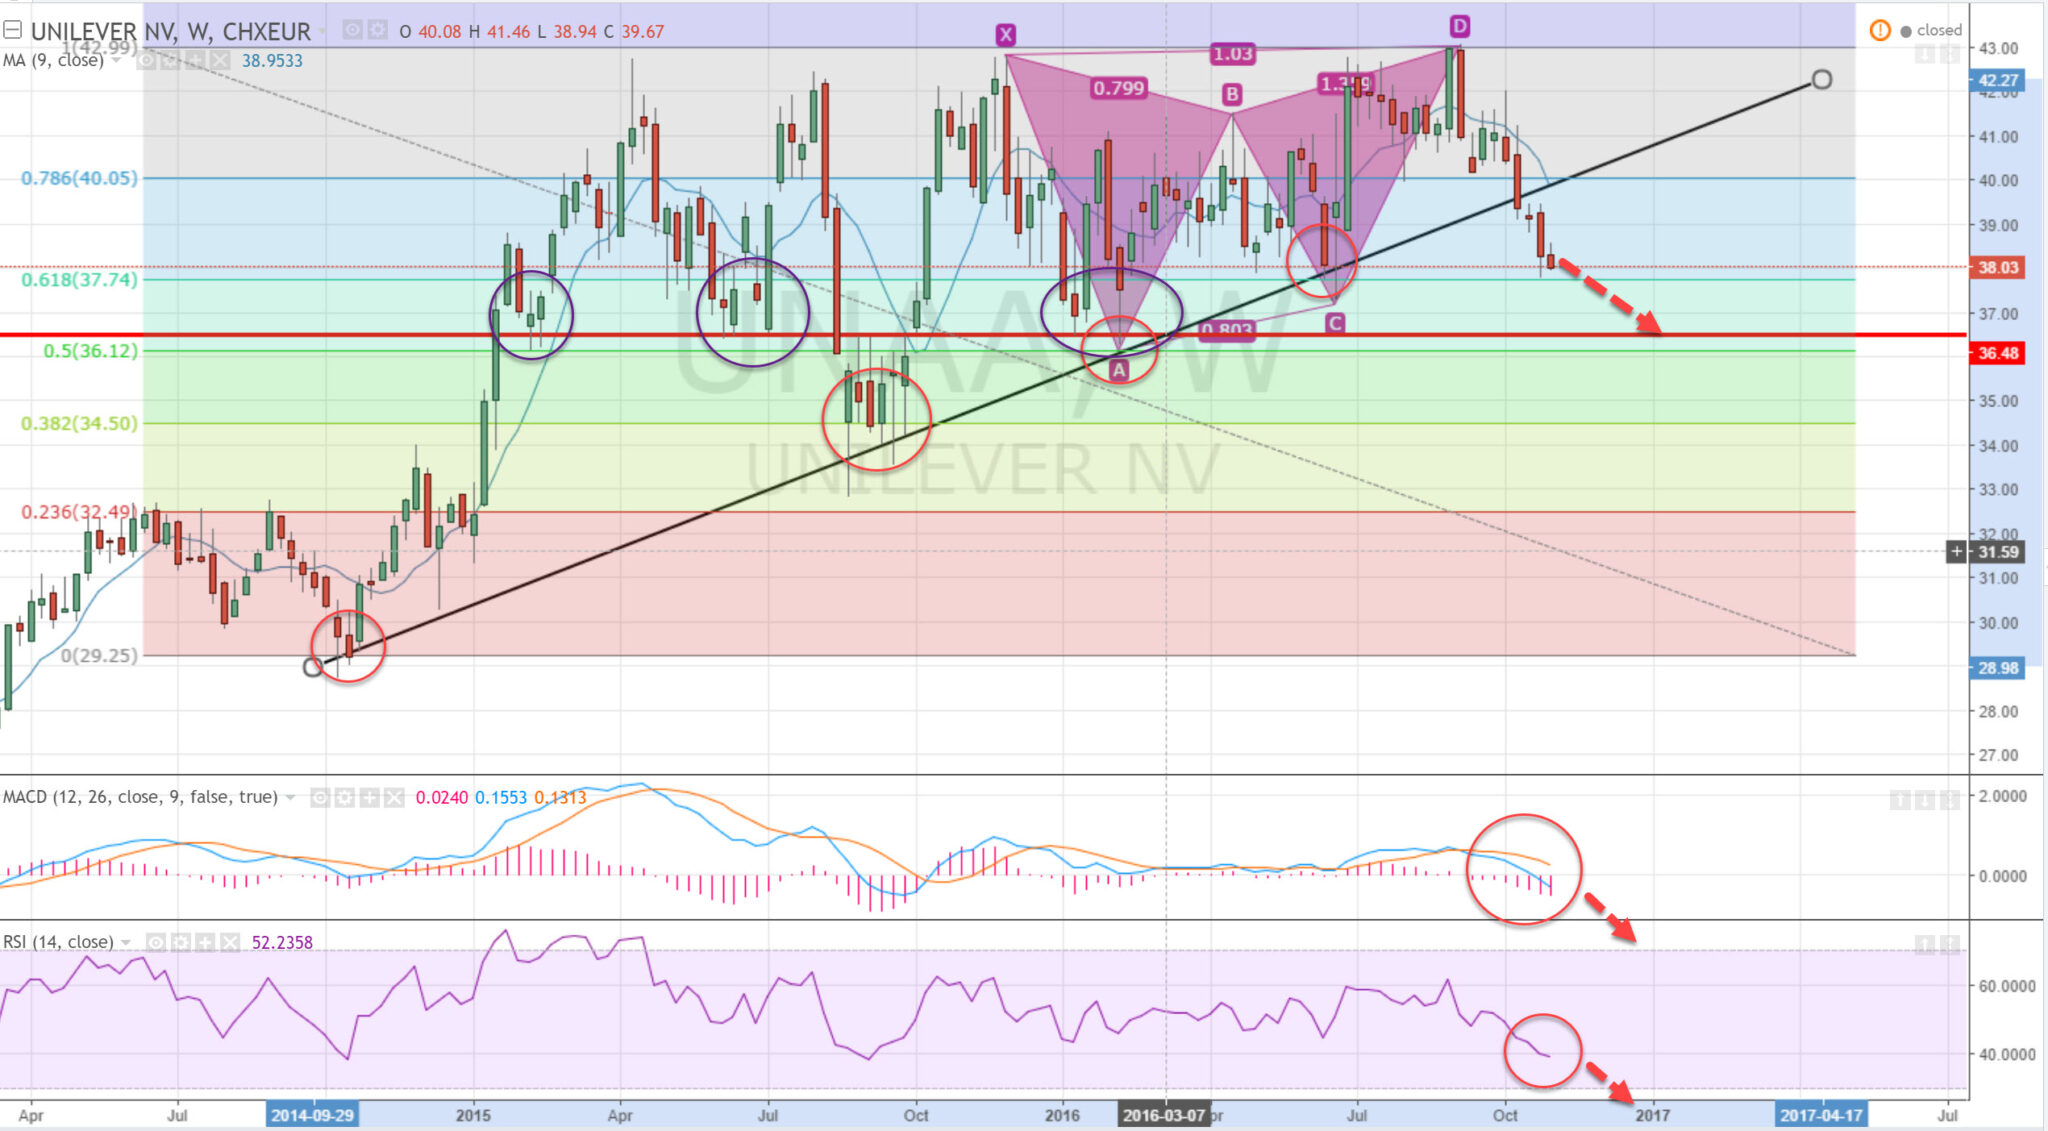 UNILEVER NV, W, CHXEUR O 40.08 H 41.46 L 38.94 C 39.67
closed
MA (9, close) 38.9533
1(42.99)
0.786(40.05)
0.618(37.74)
0.5(36.12)
0.382(34.50)
0.236(32.49)
0(29.25)
X
D
1.03
0.799
B
0.803
C
A
UNAA, W
UNILEVER NV
43.00
42.27
42.00
41.00
40.00
39.00
38.03
37.00
36.48
35.00
34.00
33.00
32.00
31.59
31.00
30.00
28.98
28.00
27.00
MACD (12, 26, close, 9, false, true) 0.0240 0.1553 0.1313
2.0000
0.0000
RSI (14, close) 52.2358
60.0000
40.0000
Apr Jul 2014-09-29 2015 Apr Jul Oct 2016 2016-03-07 pr Jul Oct 2017 2017-04-17 Jul